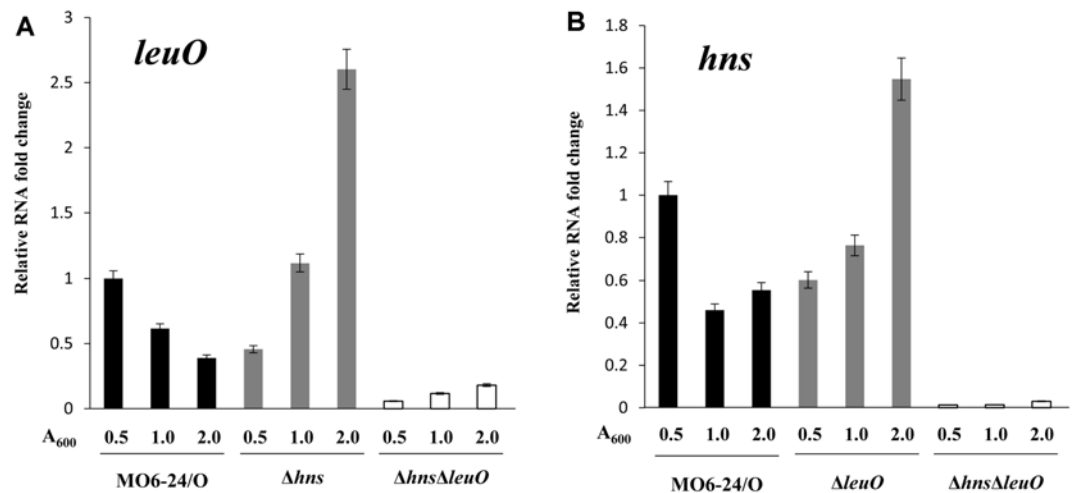 A
leuO
Relative RNA fold change
3
2.5
2
1.5
1
0.5
0
A600 0.5 1.0 2.0 0.5 1.0 2.0 0.5 1.0 2.0
MO6-24/O Δhns ΔhnsΔleuO
B
hns
Relative RNA fold change
1.8
1.6
1.4
1.2
1
0.8
0.6
0.4
0.2
0
A600 0.5 1.0 2.0 0.5 1.0 2.0 0.5 1.0 2.0
MO6-24/O ΔleuO ΔhnsΔleuO